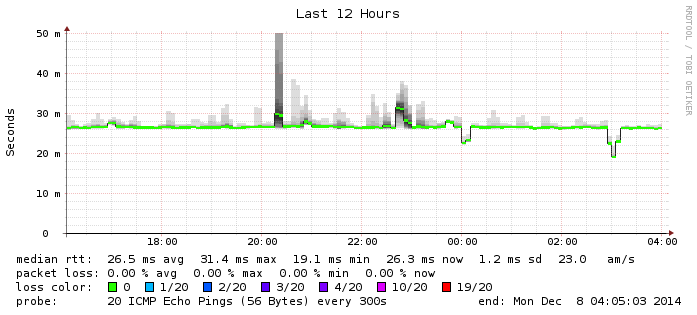 Last 12 Hours
RRDTOOL / TOBI OETIKER
Seconds
50 m
40 m
30 m
20 m
10 m
0
18:00 20:00 22:00 00:00 02:00 04:00
median rtt: 26.5 ms avg 31.4 ms max 19.1 ms min 26.3 ms now 1.2 ms sd 23.0 am/s
packet loss: 0.00 % avg 0.00 % max 0.00 % min 0.00 % now
loss color: 0 1/20 2/20 3/20 4/20 10/20 19/20
probe: 20 ICMP Echo Pings (56 Bytes) every 300s end: Mon Dec 8 04:05:03 2014